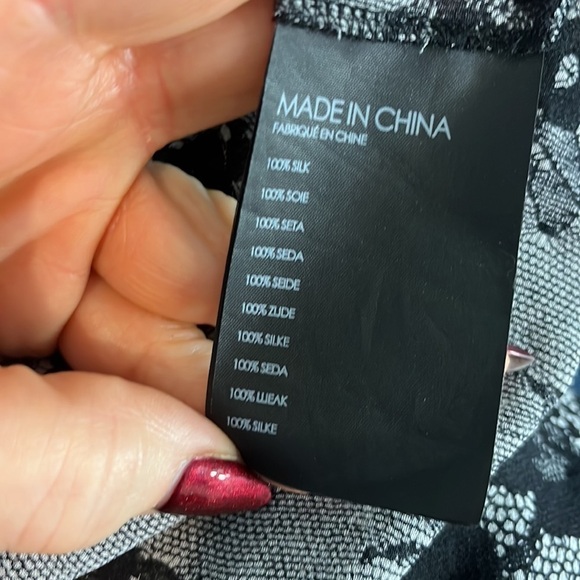 MADE IN CHINA
FABRIQUÉ EN CHINE
100% SILK
100% SOIE
100% SETA
100% SEDA
100% SEIDE
100% ZIJDE
100% SILKE
100% SEDA
100% ШЕЛК
100% SILKE